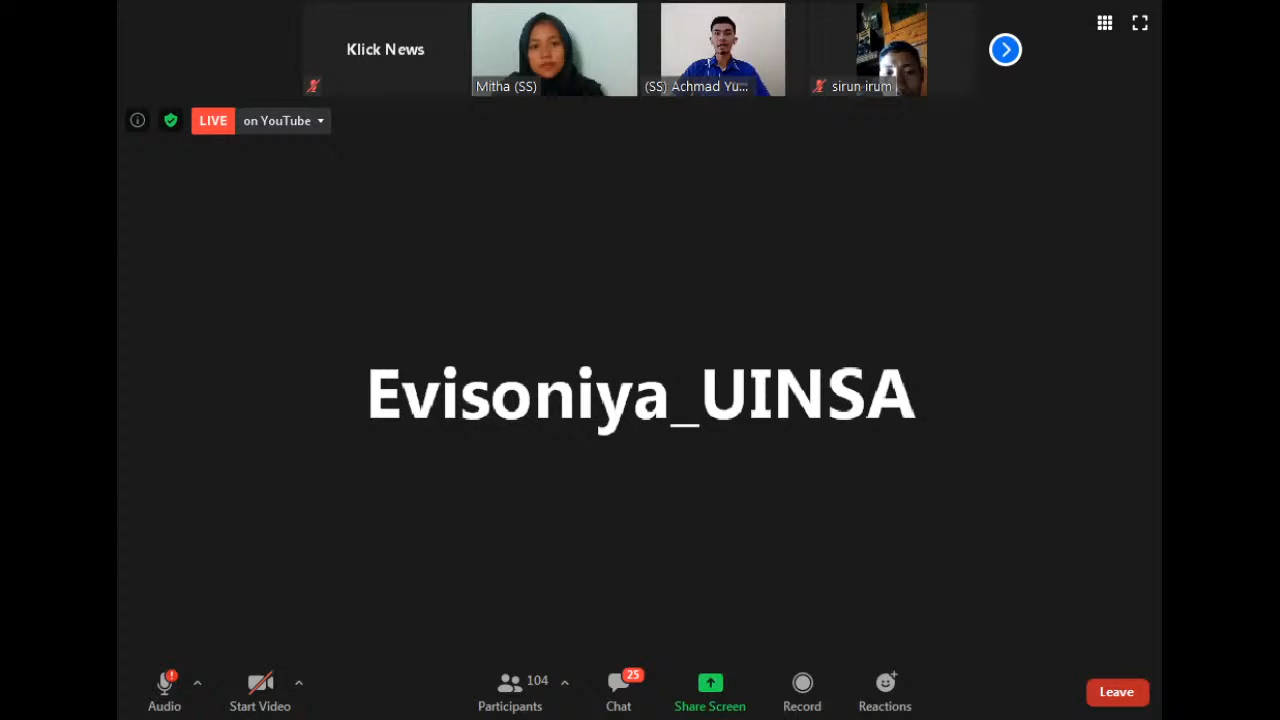 Klick News
Mitha (SS)
(SS) Achmad Yu...
sirun irum
LIVE on YouTube
Evisoniya_UINSA
Audio
Start Video
104
Participants
25
Chat
Share Screen
Record
Reactions
Leave